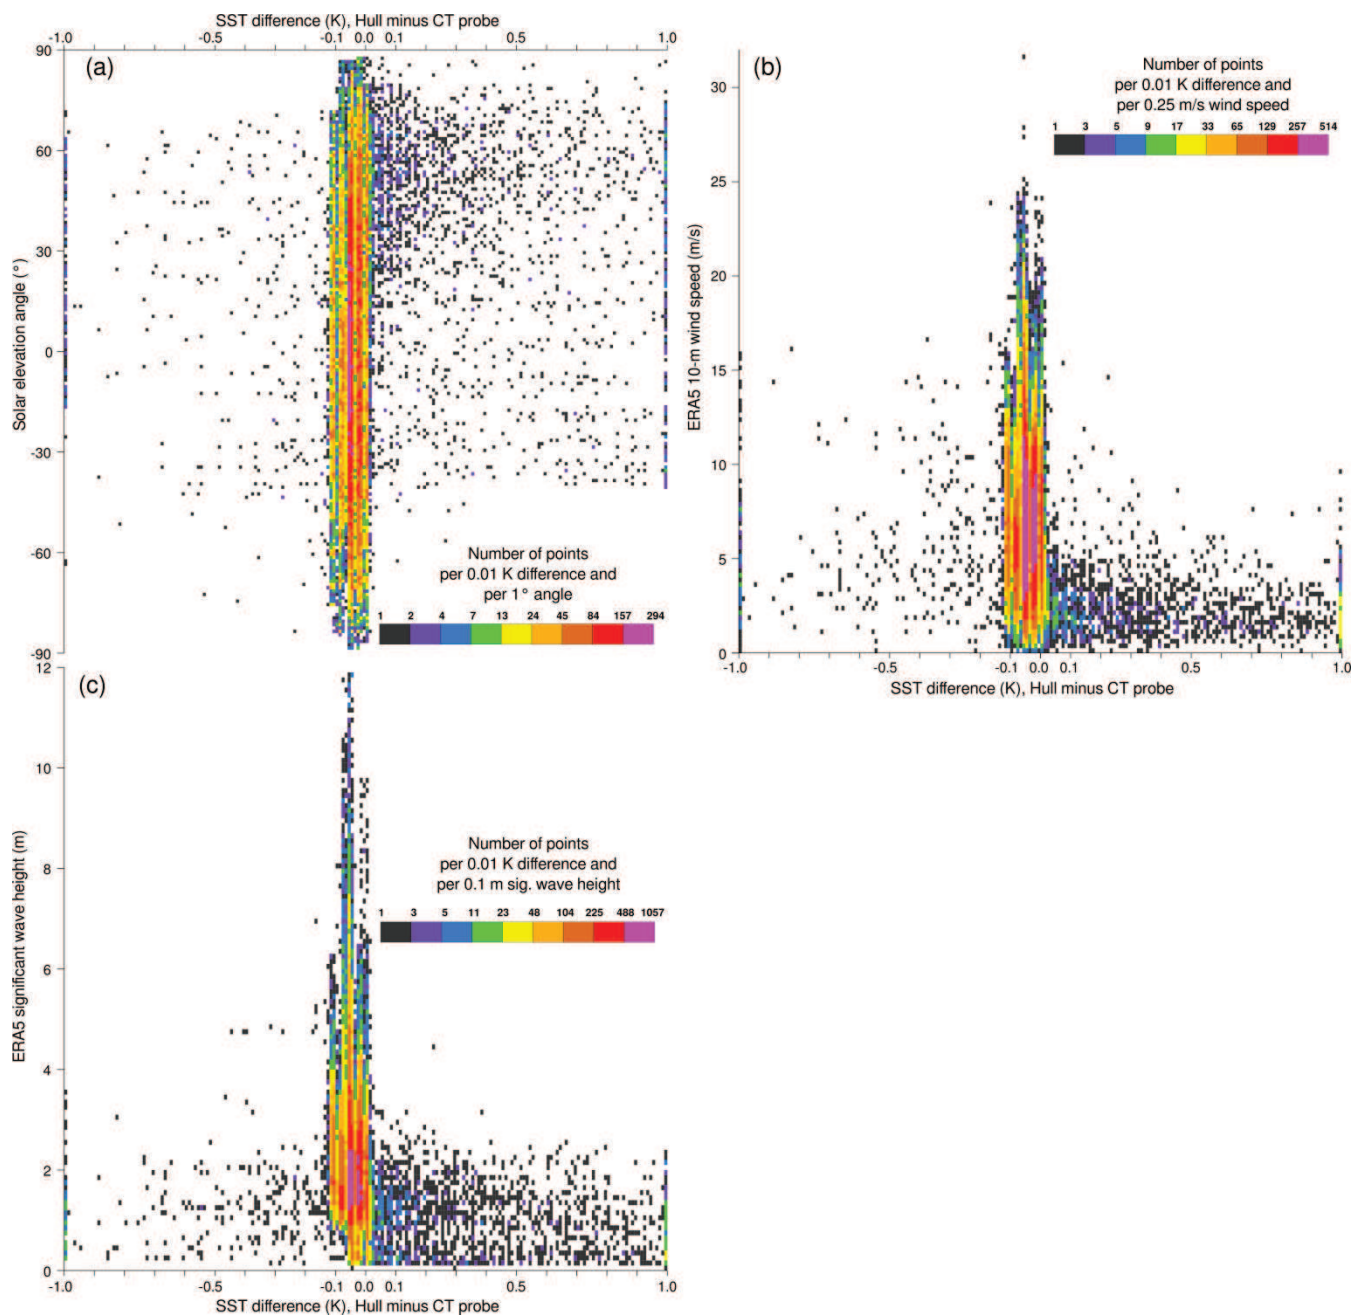 SST difference (K), Hull minus CT probe
-1.0 -0.5 -0.1 0.0 0.1 0.5 1.0
(a)
90
60
30
0
-30
-60
-90
Solar elevation angle (°)
Number of points
per 0.01 K difference and
per 1° angle
1 2 4 7 13 24 45 84 157 294
(b)
Number of points
per 0.01 K difference and
per 0.25 m/s wind speed
1 3 5 9 17 33 65 129 257 514
30
25
20
15
10
5
0
ERA5 10-m wind speed (m/s)
-1.0 -0.5 -0.1 0.0 0.1 0.5 1.0
SST difference (K), Hull minus CT probe
(c)
12
10
8
6
4
2
0
ERA5 significant wave height (m)
Number of points
per 0.01 K difference and
per 0.1 m sig. wave height
1 3 5 11 23 48 104 225 488 1057
-1.0 -0.5 -0.1 0.0 0.1 0.5 1.0
SST difference (K), Hull minus CT probe